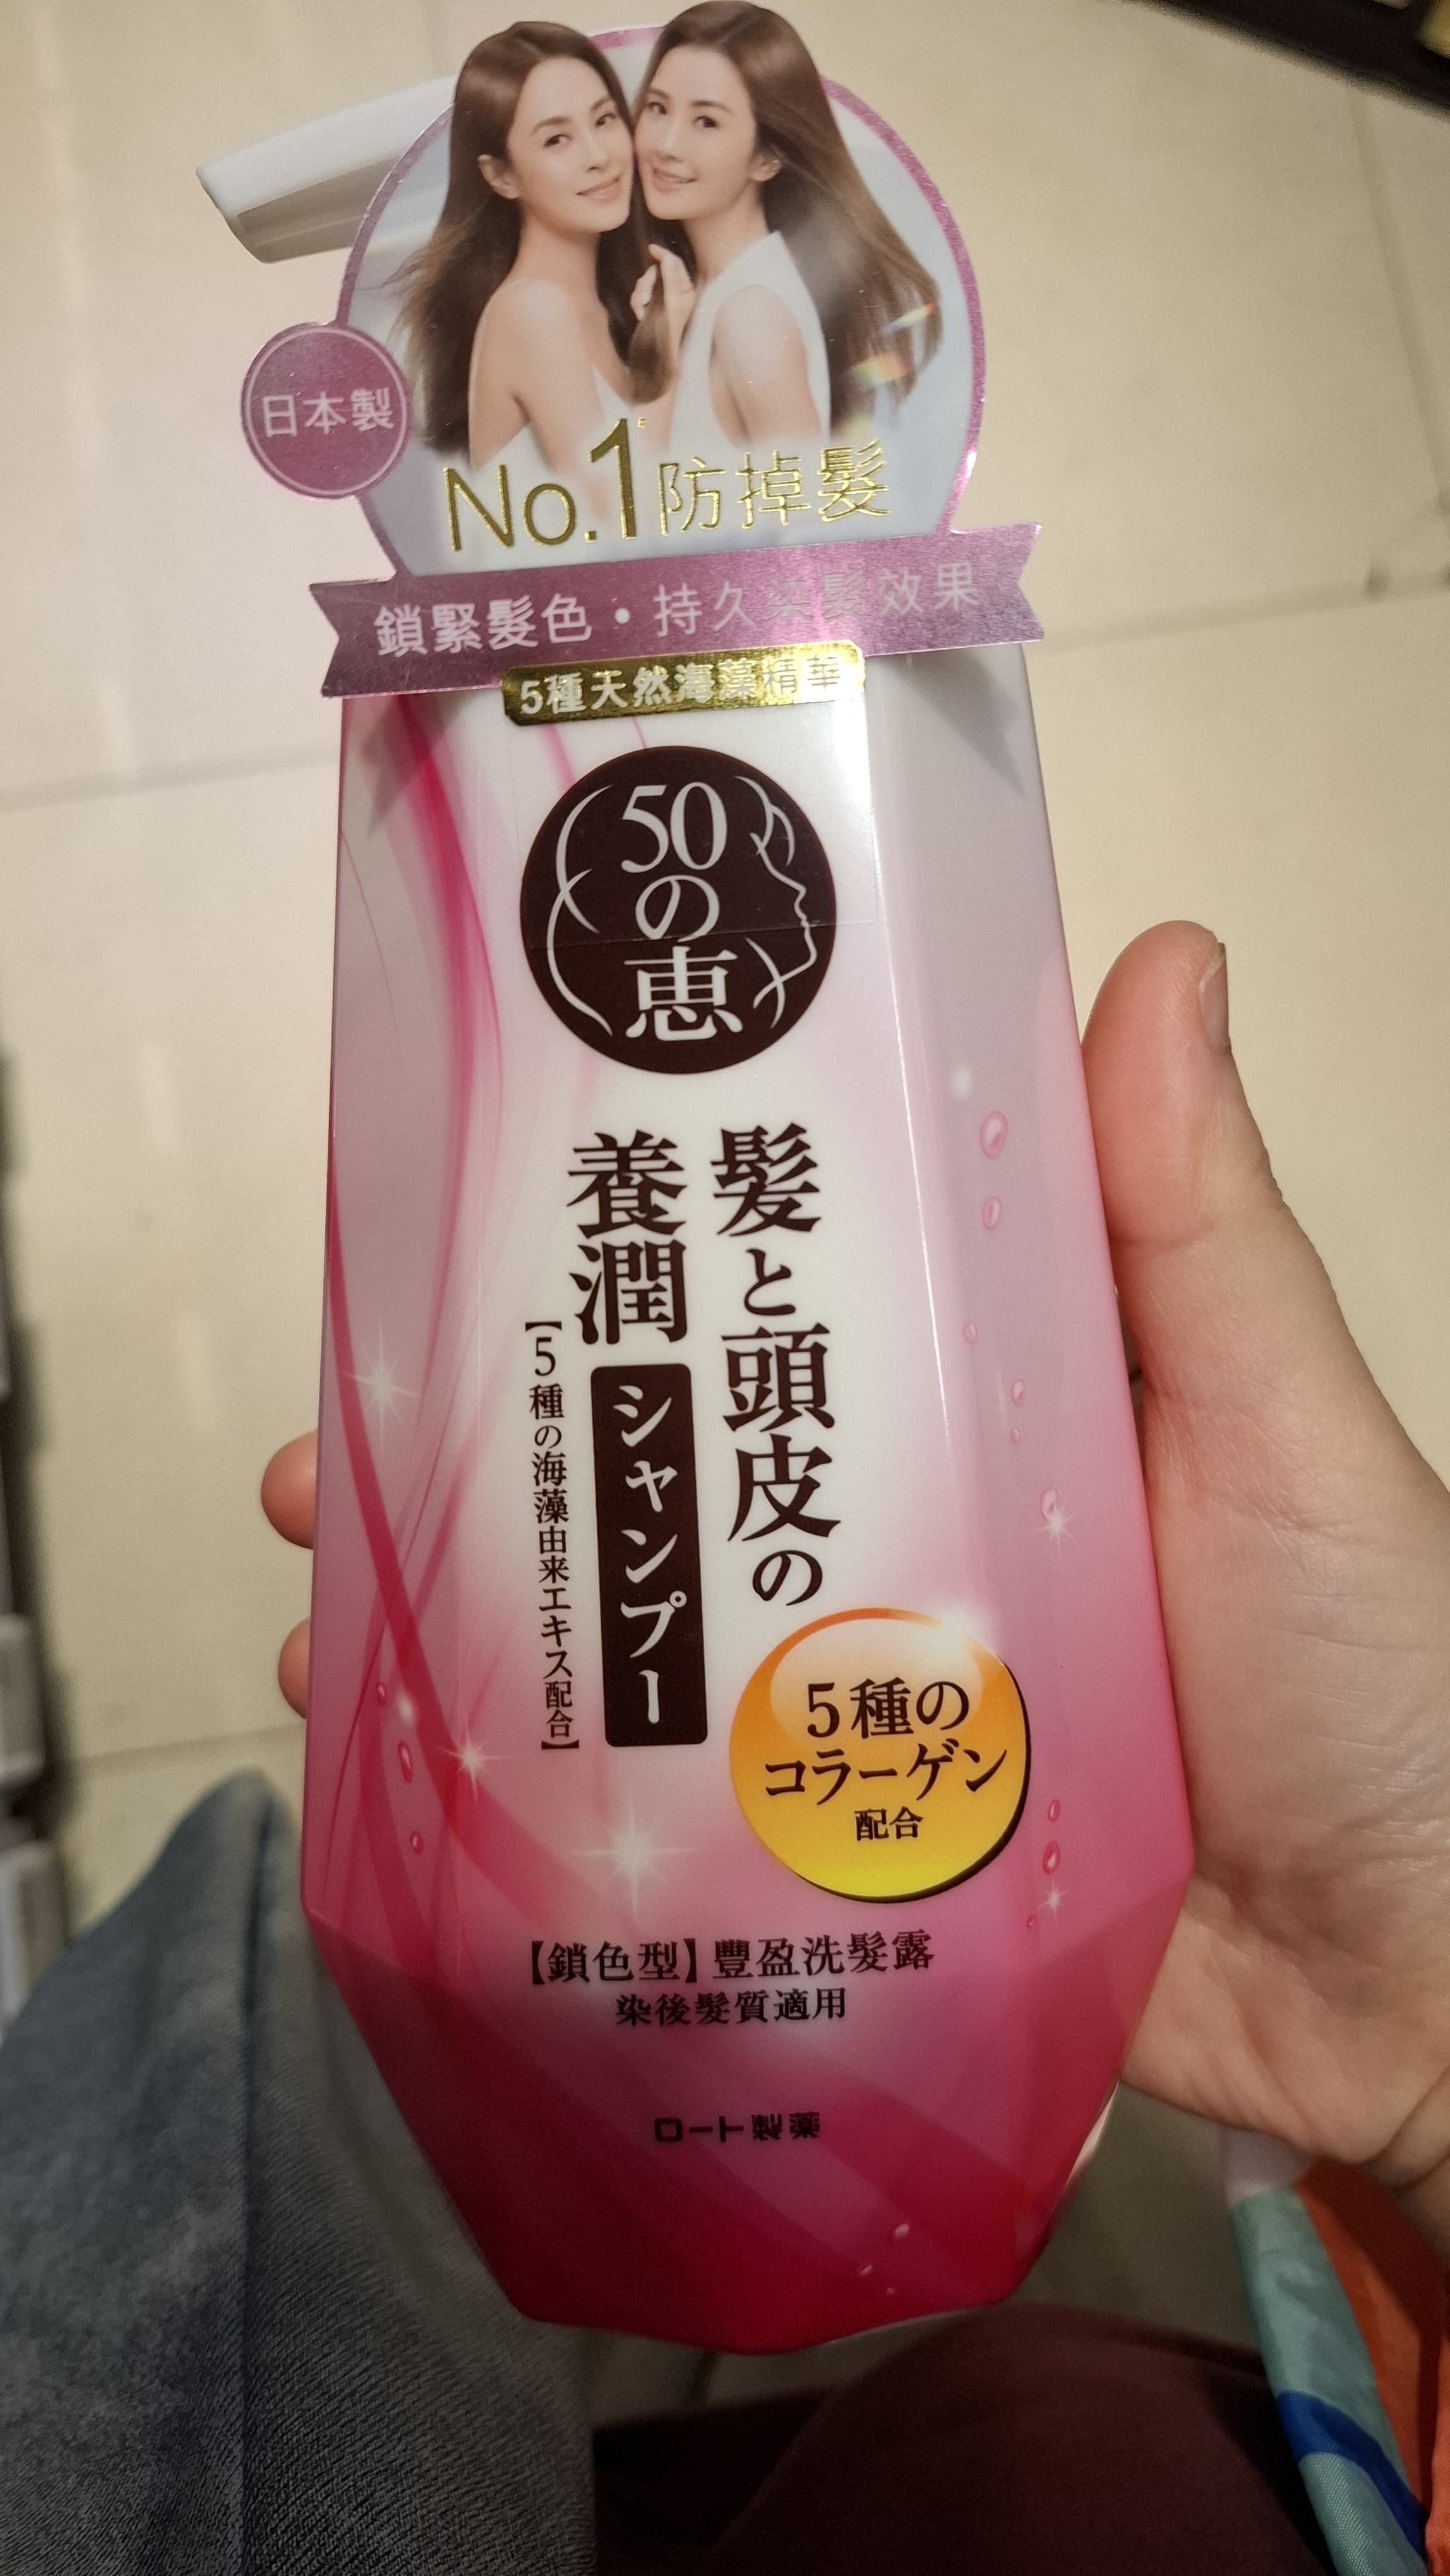 日本製
No.1防掉髮
鎖緊髮色・持久染髮效果
5種天然海藻精華
50
の
恵
髪と頭皮の
養潤
シャンプー
【5種の海藻由来エキス配合】
5種の
コラーゲン
配合
【鎖色型】豐盈洗髮露
染後髮質適用
ロート製薬